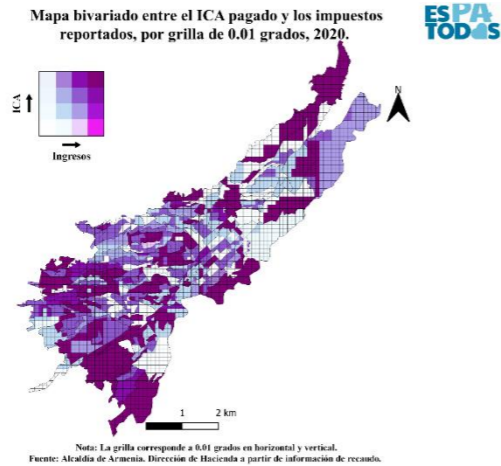 Mapa bivariado entre el ICA pagado y los impuestos
reportados, por grilla de 0.01 grados, 2020.
ES PA
TODOS
ICA
Ingresos
N
1 2 km
Nota: La grilla corresponde a 0.01 grados en horizontal y vertical.
Fuente: Alcaldía de Armenia. Dirección de Hacienda a partir de información de recaudo.